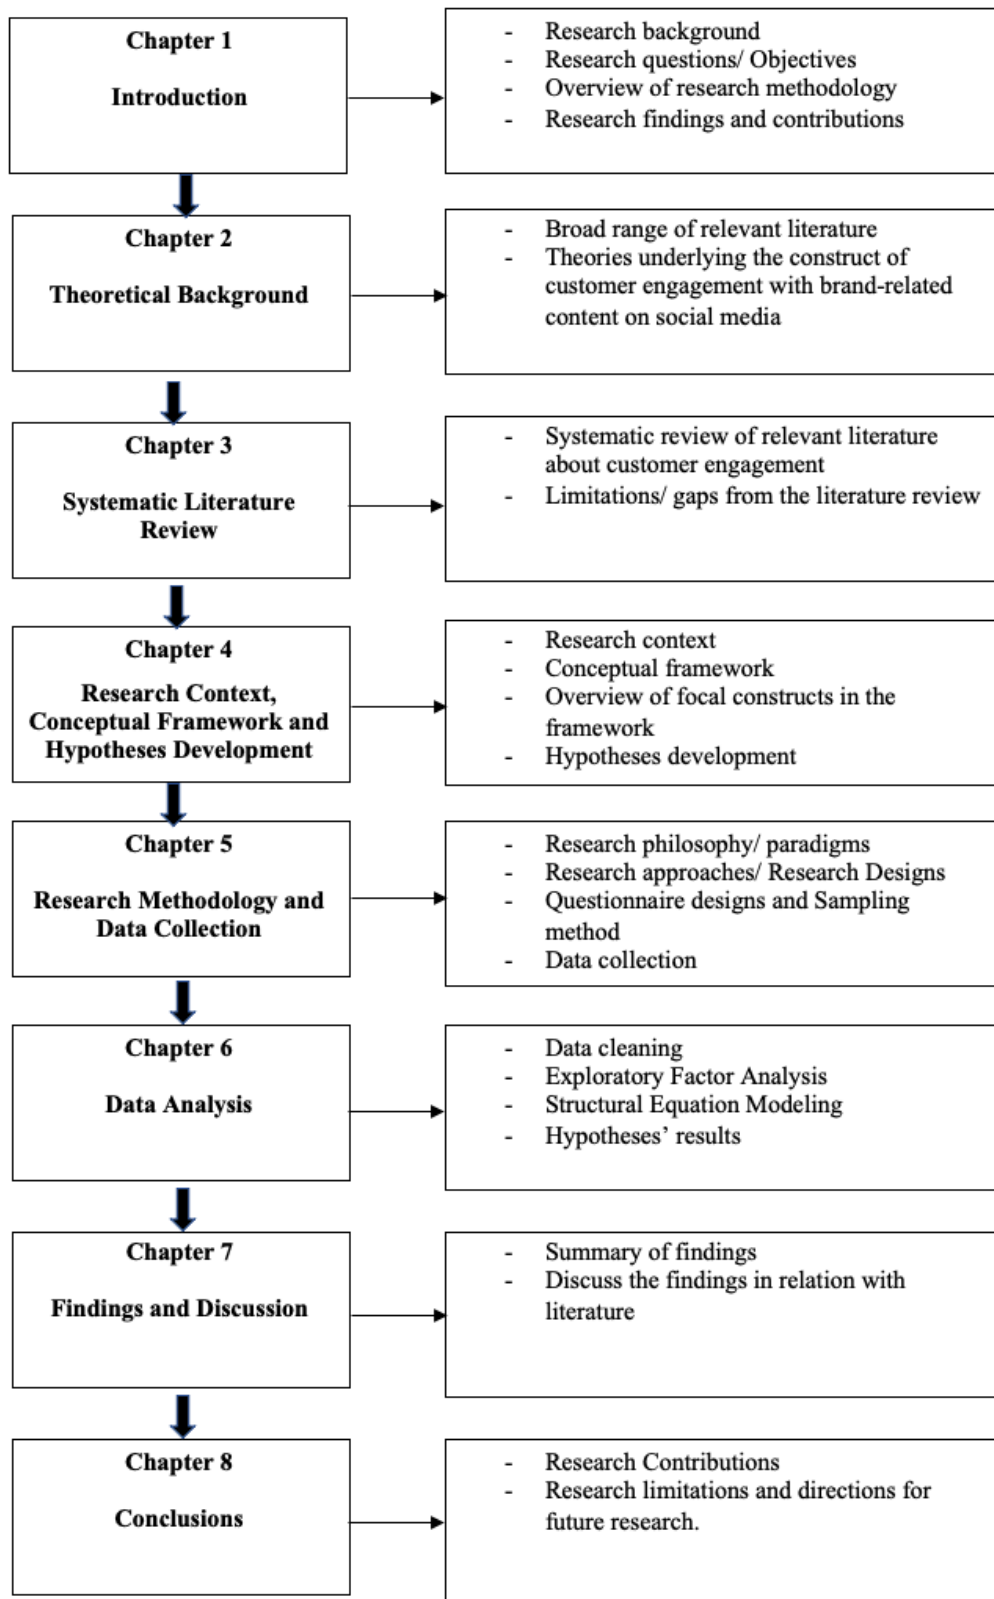 Chapter 1
Introduction
- Research background
- Research questions/ Objectives
- Overview of research methodology
- Research findings and contributions
Chapter 2
Theoretical Background
- Broad range of relevant literature
- Theories underlying the construct of
customer engagement with brand-related
content on social media
Chapter 3
Systematic Literature
Review
- Systematic review of relevant literature
about customer engagement
- Limitations/ gaps from the literature review
Chapter 4
Research Context,
Conceptual Framework and
Hypotheses Development
- Research context
- Conceptual framework
- Overview of focal constructs in the
framework
- Hypotheses development
Chapter 5
Research Methodology and
Data Collection
- Research philosophy/ paradigms
- Research approaches/ Research Designs
- Questionnaire designs and Sampling
method
- Data collection
Chapter 6
Data Analysis
- Data cleaning
- Exploratory Factor Analysis
- Structural Equation Modeling
- Hypotheses’ results
Chapter 7
Findings and Discussion
- Summary of findings
- Discuss the findings in relation with
literature
Chapter 8
Conclusions
- Research Contributions
- Research limitations and directions for
future research.